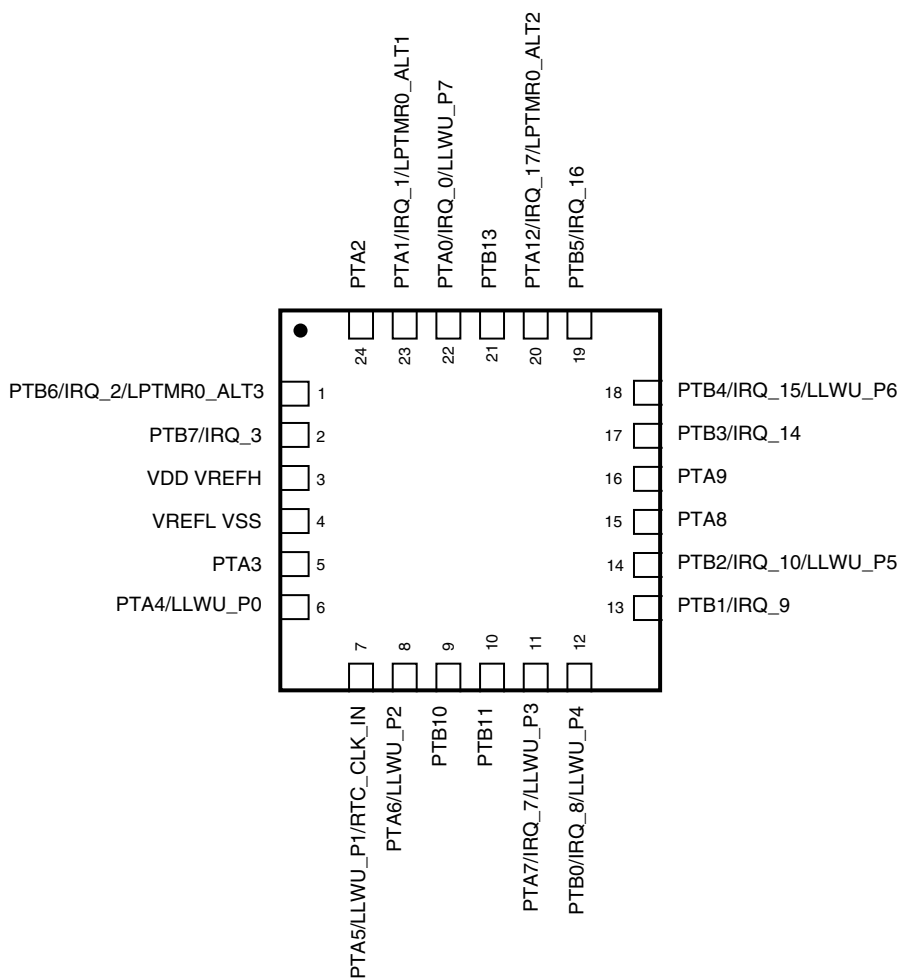 PTA2
PTA1/IRQ_1/LPTMR0_ALT1
PTA0/IRQ_0/LLWU_P7
PTB13
PTA12/IRQ_17/LPTMR0_ALT2
PTB5/IRQ_16
24
23
22
21
20
19
PTB6/IRQ_2/LPTMR0_ALT3 1
PTB7/IRQ_3 2
VDD VREFH 3
VREFL VSS 4
PTA3 5
PTA4/LLWU_P0 6
18 PTB4/IRQ_15/LLWU_P6
17 PTB3/IRQ_14
16 PTA9
15 PTA8
14 PTB2/IRQ_10/LLWU_P5
13 PTB1/IRQ_9
7
8
9
10
11
12
PTA5/LLWU_P1/RTC_CLK_IN
PTA6/LLWU_P2
PTB10
PTB11
PTA7/IRQ_7/LLWU_P3
PTB0/IRQ_8/LLWU_P4